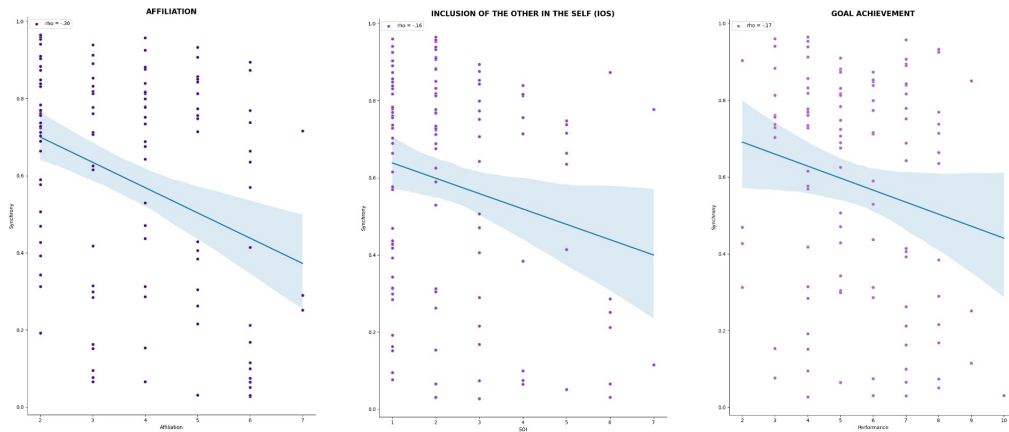 AFFILIATION
rho = -.30
1.0
0.8
0.6
0.4
0.2
0.0
Synchrony
2 3 4 5 6 7
Affiliation
INCLUSION OF THE OTHER IN THE SELF (IOS)
rho = -.16
1.0
0.8
0.6
0.4
0.2
0.0
Synchrony
1 2 3 4 5 6 7
SOI
GOAL ACHIEVEMENT
rho = -.17
1.0
0.8
0.6
0.4
0.2
0.0
Synchrony
2 3 4 5 6 7 8 9 10
Performance